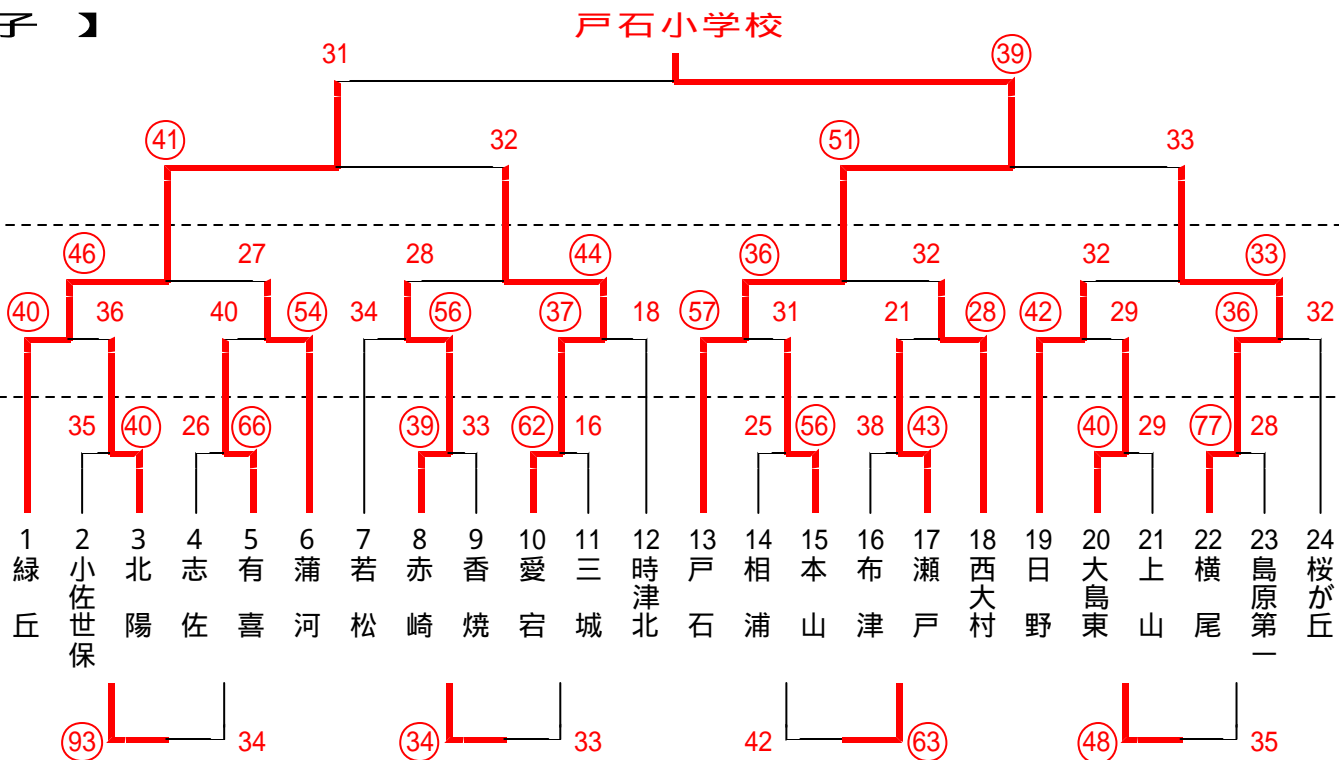 子 】
戸石小学校
31 39
41 32 51 33
46 27 28 44 36 32 32 33
40 36 40 54 34 56 37 18 57 31 21 28 42 29 36 32
35 40 26 66 39 33 62 16 25 56 38 43 40 29 77 28
1 2 3 4 5 6 7 8 9 10 11 12 13 14 15 16 17 18 19 20 21 22 23 24
緑丘
小佐世保
北陽
志佐
有喜
蒲河
若松
赤崎
香焼
愛宕
三城
時津北
戸石
相浦
本山
布津
瀬戸
西大村
日野
大島東
上山
横尾
島原第一
桜が丘
93 34 34 33 42 63 48 35